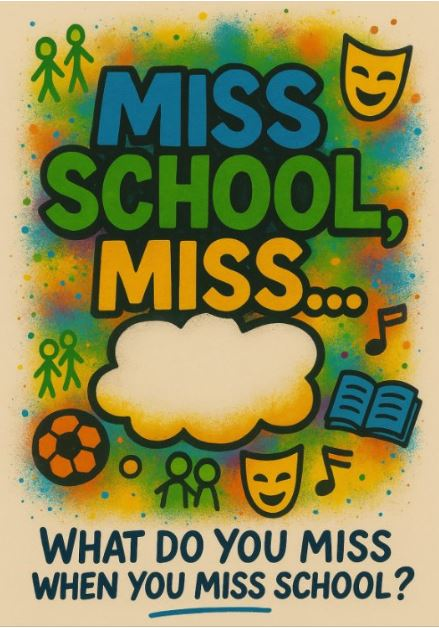 MISS
SCHOOL,
MISS...
WHAT DO YOU MISS
WHEN YOU MISS SCHOOL?